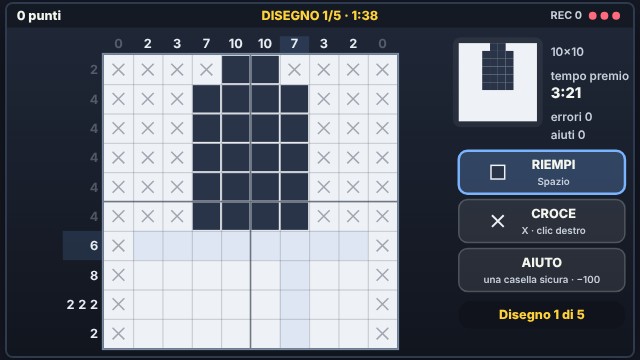 0 punti
DISEGNO 1/5 · 1:38
REC 0
0 2 3 7 10 10 7 3 2 0
2
4
4
4
4
4
6
8
2 2 2
2
10×10
tempo premio
3:21
errori 0
aiuti 0
RIEMPI
Spazio
CROCE
X · clic destro
AIUTO
una casella sicura · −100
Disegno 1 di 5